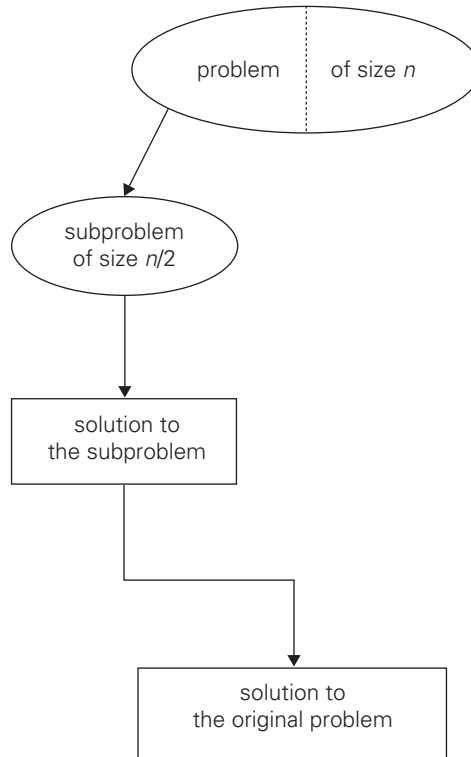 problem of size n
subproblem
of size n/2
solution to
the subproblem
solution to
the original problem